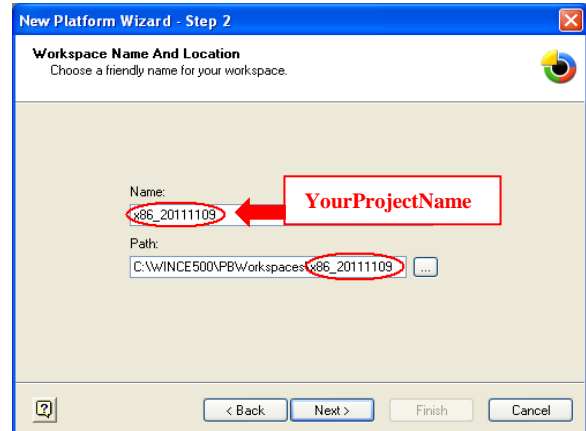 New Platform Wizard - Step 2
Workspace Name And Location
Choose a friendly name for your workspace.
Name:
x86_20111109
YourProjectName
Path:
C:\WINCE500\PBWorkspaces\x86_20111109
...
< Back
Next >
Finish
Cancel